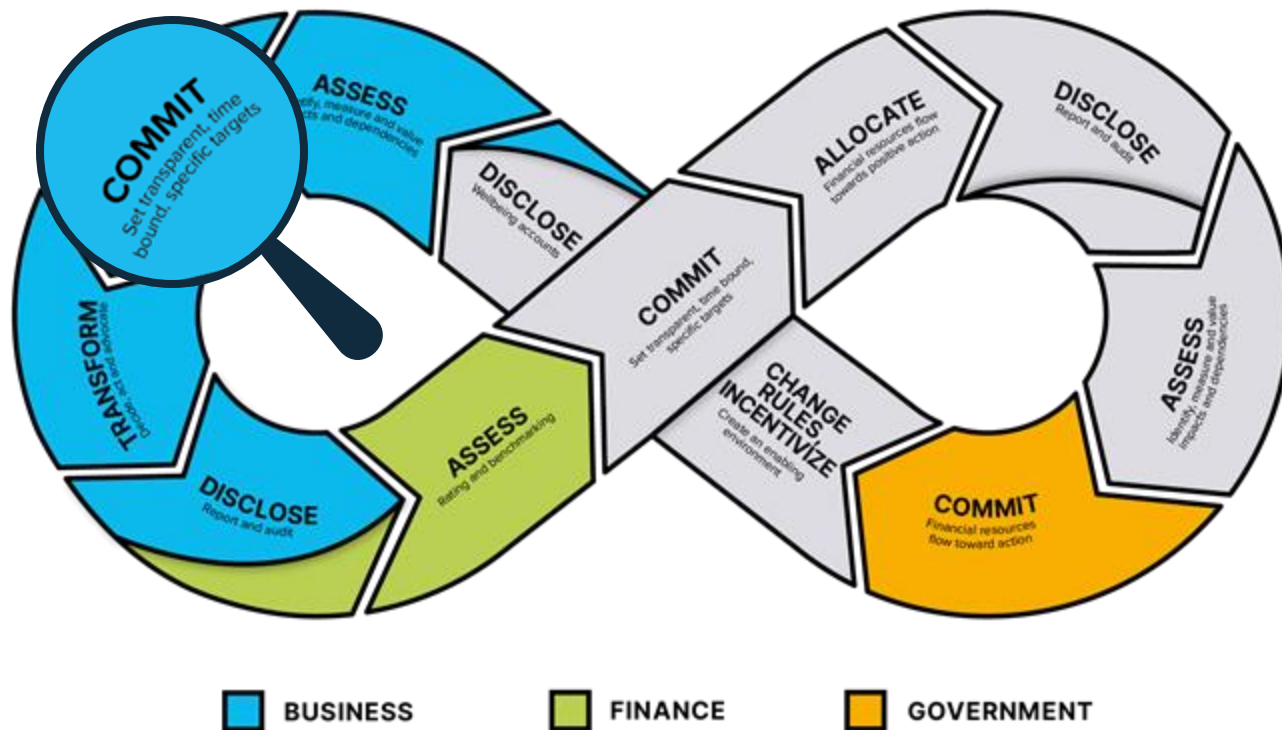 COMMIT
Set transparent, time
bound, specific targets
ASSESS
measure and value
and dependencies
DISCLOSE
Wellbeing accounts
COMMIT
Set transparent, time bound,
specific targets
ALLOCATE
Financial resources flow
towards positive action
DISCLOSE
Report and audit
ASSESS
Identify, measure and value
impacts and dependencies
COMMIT
Financial resources
flow toward action
CHANGE
RULES,
INCENTIVIZE
Create an enabling
environment
ASSESS
Rating and benchmarking
DISCLOSE
Report and audit
TRANSFORM
act and advocate
BUSINESS
FINANCE
GOVERNMENT